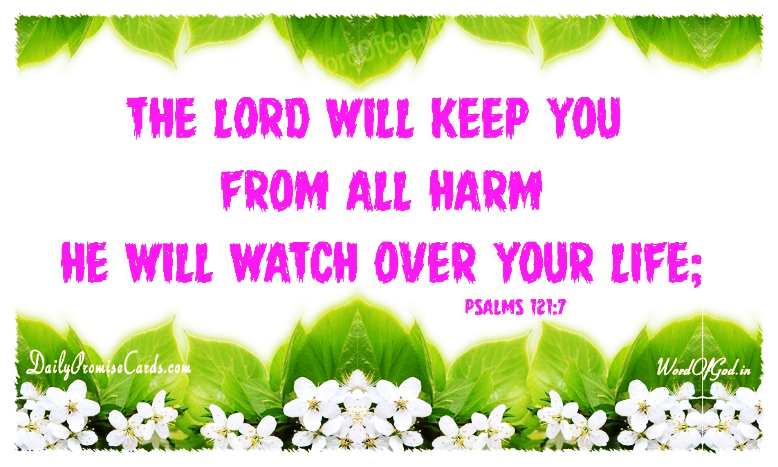 WordOfGod
THE LORD WILL KEEP YOU
FROM ALL HARM
HE WILL WATCH OVER YOUR LIFE;
PSALMS 121:7
DailyPromiseCards.com
WordOfGod.in